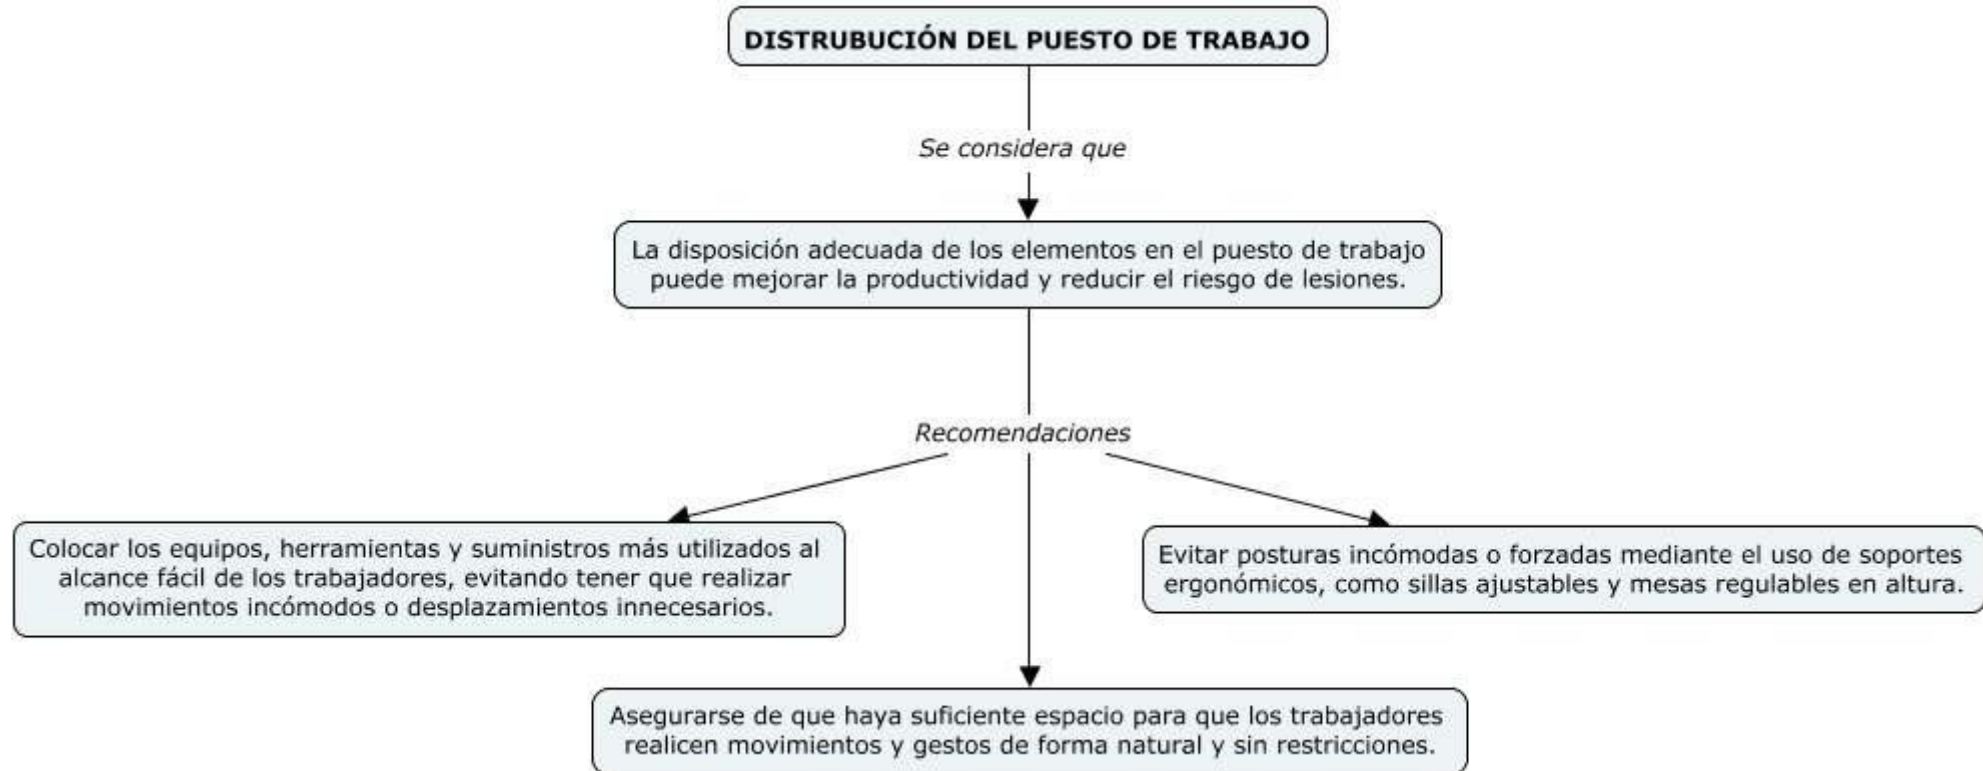 DISTRUBUCIÓN DEL PUESTO DE TRABAJO
Se considera que
La disposición adecuada de los elementos en el puesto de trabajo
puede mejorar la productividad y reducir el riesgo de lesiones.
Recomendaciones
Colocar los equipos, herramientas y suministros más utilizados al
alcance fácil de los trabajadores, evitando tener que realizar
movimientos incómodos o desplazamientos innecesarios.
Evitar posturas incómodas o forzadas mediante el uso de soportes
ergonómicos, como sillas ajustables y mesas regulables en altura.
Asegurarse de que haya suficiente espacio para que los trabajadores
realicen movimientos y gestos de forma natural y sin restricciones.